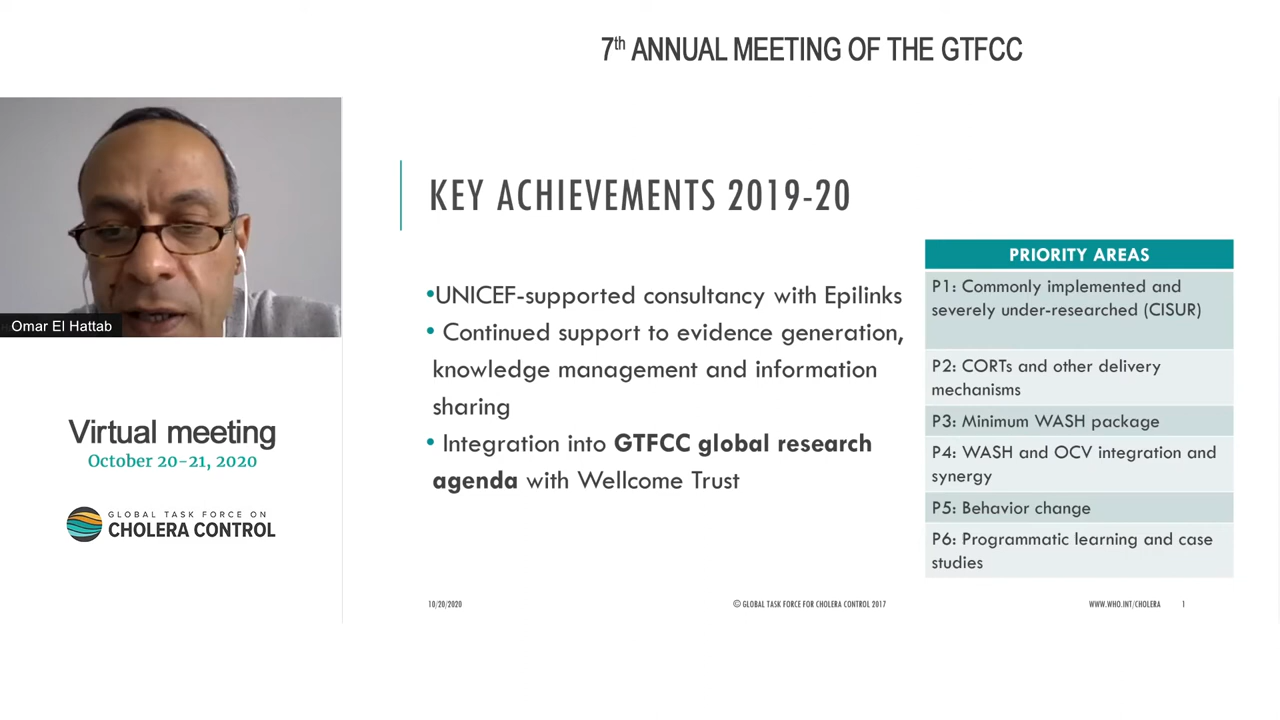 7th ANNUAL MEETING OF THE GTFCC
Omar El Hattab
Virtual meeting
October 20-21, 2020
GLOBAL TASK FORCE ON
CHOLERA CONTROL
KEY ACHIEVEMENTS 2019-20
•UNICEF-supported consultancy with Epilinks
• Continued support to evidence generation,
knowledge management and information
sharing
• Integration into GTFCC global research
agenda with Wellcome Trust
PRIORITY AREAS
P1: Commonly implemented and
severely under-researched (CISUR)
P2: CORTs and other delivery
mechanisms
P3: Minimum WASH package
P4: WASH and OCV integration and
synergy
P5: Behavior change
P6: Programmatic learning and case
studies
10/20/2020
© GLOBAL TASK FORCE FOR CHOLERA CONTROL 2017
WWW.WHO.INT/CHOLERA
1